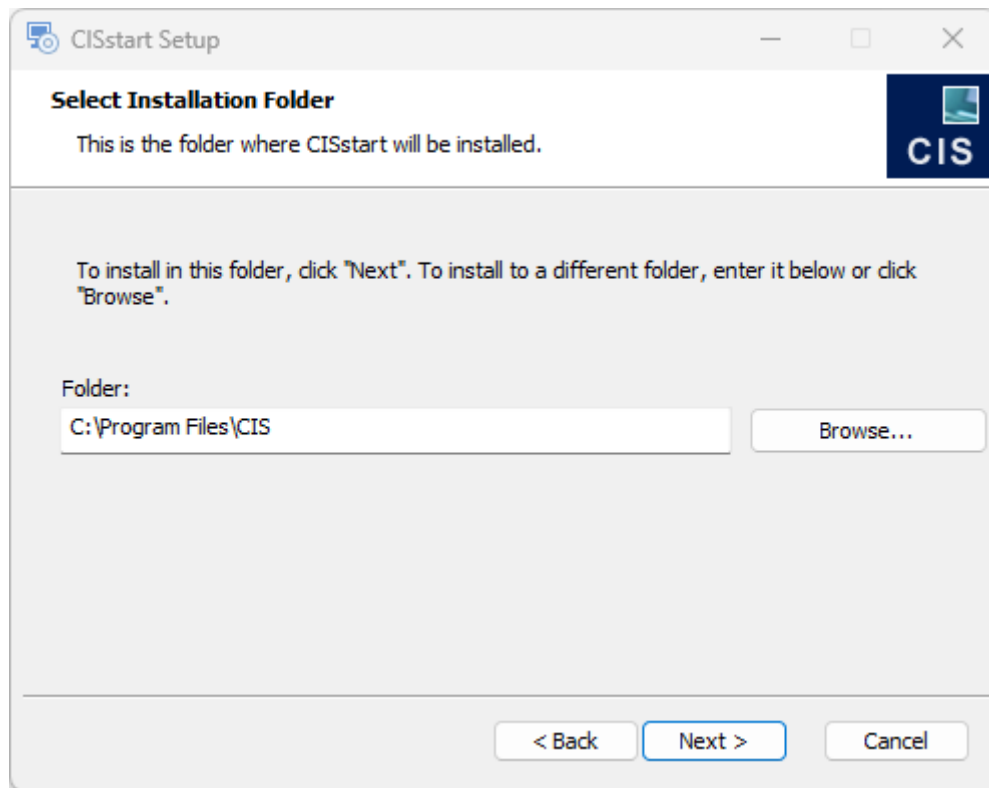 CISstart Setup
Select Installation Folder
This is the folder where CISstart will be installed.
CIS
To install in this folder, click "Next". To install to a different folder, enter it below or click
"Browse".
Folder:
C:\Program Files\CIS
Browse...
< Back
Next >
Cancel